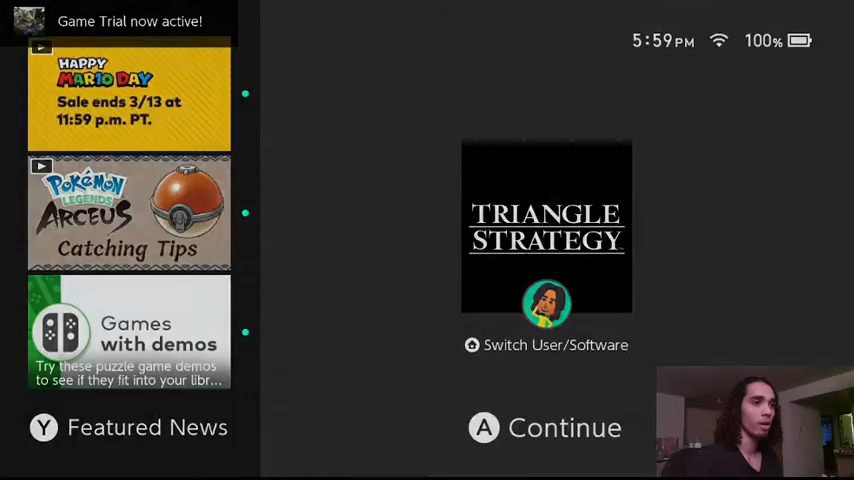 Game Trial now active!
5:59 PM
100%
HAPPY
MARIO DAY
Sale ends 3/13 at
11:59 p.m. PT.
POKÉMON
LEGENDS
ARCEUS
Catching Tips
Games
with demos
Try these puzzle game demos
to see if they fit into your libr...
Y Featured News
TRIANGLE
STRATEGY™
Switch User/Software
A Continue